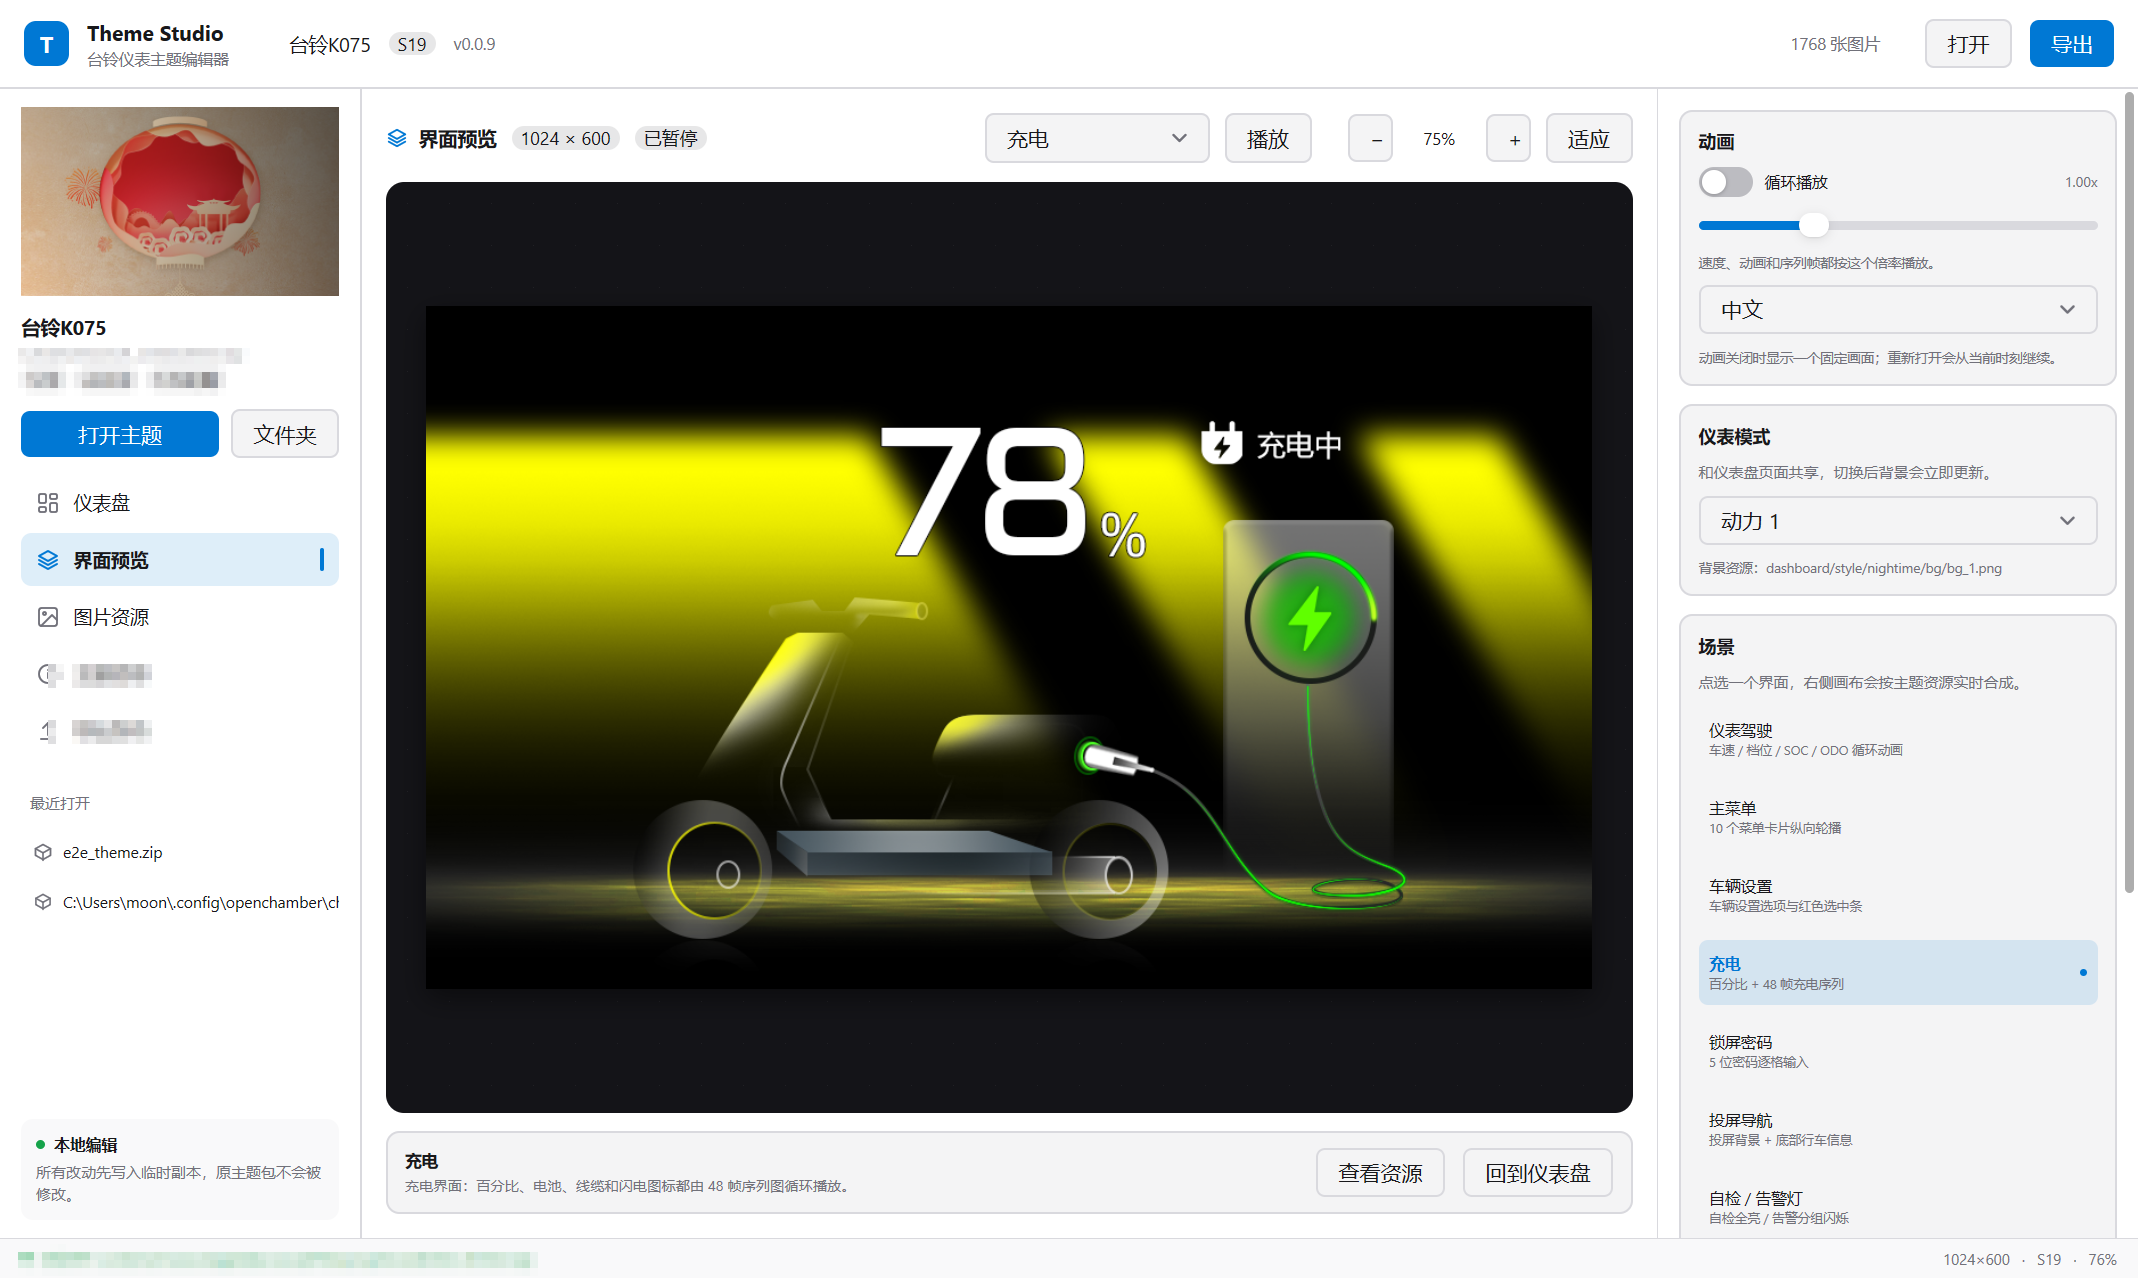 T
Theme Studio
台铃仪表主题编辑器
台铃K075
S19
v0.0.9
1768 张图片
打开
导出
台铃K075
打开主题
文件夹
仪表盘
界面预览
图片资源
最近打开
e2e_theme.zip
C:\Users\moon\.config\openchamber\cl
本地编辑
所有改动先写入临时副本，原主题包不会被
修改。
界面预览
1024 × 600
已暂停
充电
播放
−
75%
+
适应
78%
充电中
充电
充电界面：百分比、电池、线缆和闪电图标都由 48 帧序列图循环播放。
查看资源
回到仪表盘
动画
循环播放
1.00x
速度、动画和序列帧都按这个倍率播放。
中文
动画关闭时显示一个固定画面；重新打开会从当前时刻继续。
仪表模式
和仪表盘页面共享，切换后背景会立即更新。
动力 1
背景资源：dashboard/style/nightime/bg/bg_1.png
场景
点选一个界面，右侧画布会按主题资源实时合成。
仪表驾驶
车速 / 档位 / SOC / ODO 循环动画
主菜单
10 个菜单卡片纵向轮播
车辆设置
车辆设置选项与红色选中条
充电
百分比 + 48 帧充电序列
锁屏密码
5 位密码逐格输入
投屏导航
投屏背景 + 底部行车信息
自检 / 告警灯
自检全亮 / 告警分组闪烁
1024×600 · S19 · 76%